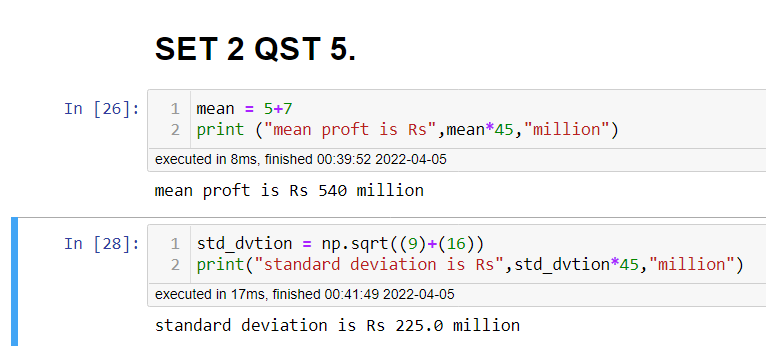 SET 2 QST 5.
In [26]:
1 mean = 5+7
2 print ("mean proft is Rs",mean*45,"million")
executed in 8ms, finished 00:39:52 2022-04-05
mean proft is Rs 540 million
In [28]:
1 std_dvtion = np.sqrt((9)+(16))
2 print("standard deviation is Rs",std_dvtion*45,"million")
executed in 17ms, finished 00:41:49 2022-04-05
standard deviation is Rs 225.0 million